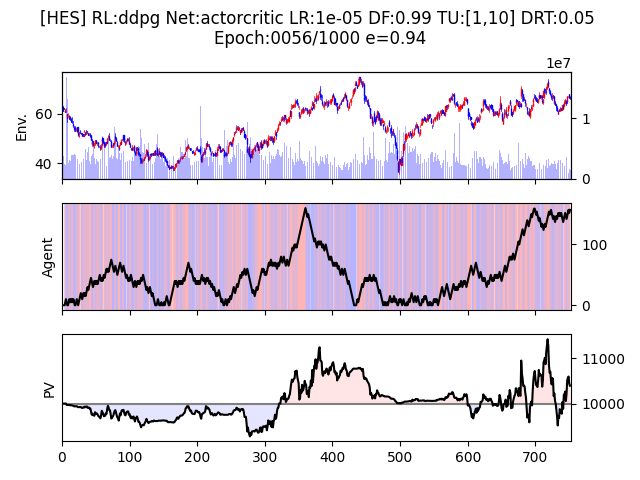 [HES] RL:ddpg Net:actorcritic LR:1e-05 DF:0.99 TU:[1,10] DRT:0.05
Epoch:0056/1000 e=0.94
1e7
Env.
60
40
1
0
Agent
100
0
PV
11000
10000
0 100 200 300 400 500 600 700